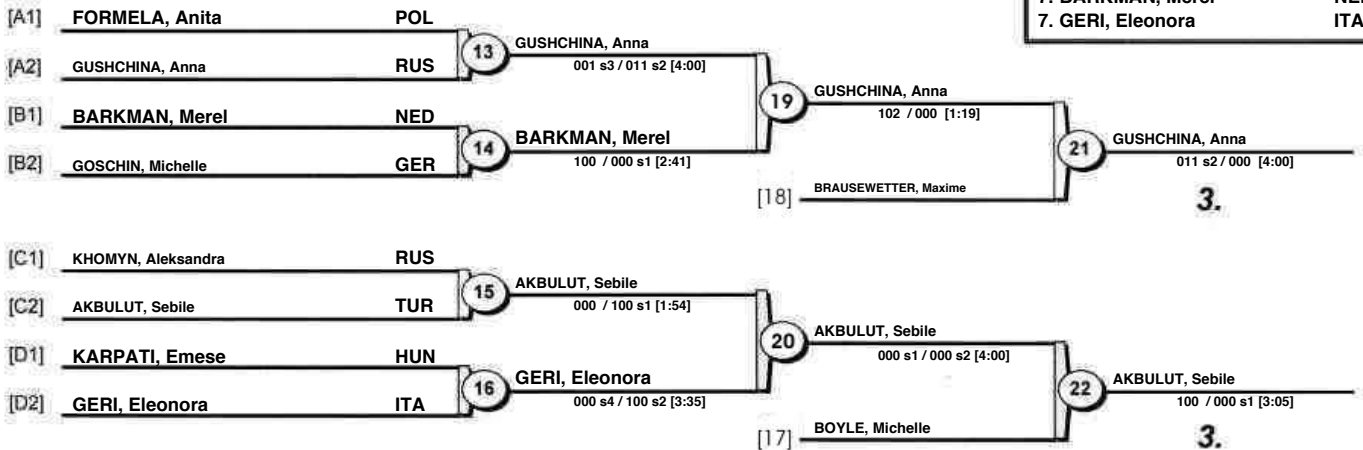 7. GERI, Eleonora ITA
[A1] FORMELA, Anita POL
[A2] GUSHCHINA, Anna RUS
13
GUSHCHINA, Anna
001 s3 / 011 s2 [4:00]
[B1] BARKMAN, Merel NED
[B2] GOSCHIN, Michelle GER
14
BARKMAN, Merel
100 / 000 s1 [2:41]
19
GUSHCHINA, Anna
102 / 000 [1:19]
[18] BRAUSEWETTER, Maxime
21
GUSHCHINA, Anna
011 s2 / 000 [4:00]
3.
[C1] KHOMYN, Aleksandra RUS
[C2] AKBULUT, Sebile TUR
15
AKBULUT, Sebile
000 / 100 s1 [1:54]
[D1] KARPATI, Emese HUN
[D2] GERI, Eleonora ITA
16
GERI, Eleonora
000 s4 / 100 s2 [3:35]
20
AKBULUT, Sebile
000 s1 / 000 s2 [4:00]
[17] BOYLE, Michelle
22
AKBULUT, Sebile
100 / 000 s1 [3:05]
3.